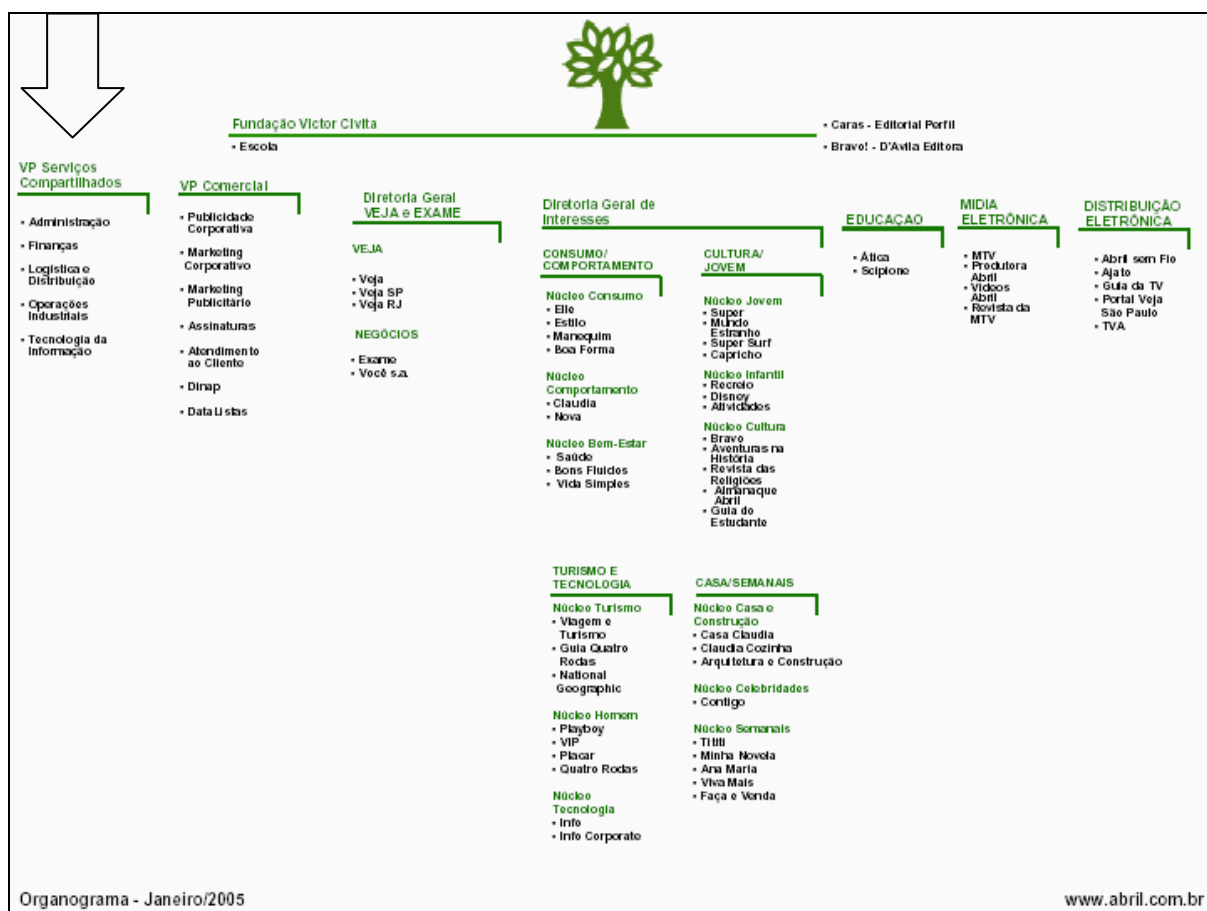 Fundação Victor Civita
• Escola
• Caras - Editorial Perfil
• Bravo! - D'Avila Editora
VP Serviços
Compartilhados
• Administração
• Finanças
• Logística e
Distribuição
• Operações
Industriais
• Tecnologia da
Informação
VP Comercial
• Publicidade
Corporativa
• Marketing
Corporativo
• Marketing
Publicitário
• Assinaturas
• Atendimento
ao Cliente
• Dinap
• Data Listas
Diretoria Geral
VEJA e EXAME
VEJA
• Veja
• Veja SP
• Veja RJ
NEGÓCIOS
• Exame
• Você s.a.
Diretoria Geral de
Interesses
CONSUMO/
COMPORTAMENTO
Núcleo Consumo
• Elle
• Estilo
• Manequim
• Boa Forma
Núcleo
Comportamento
• Claudia
• Nova
Núcleo Bem-Estar
• Saúde
• Bons Fluidos
• Vida Simples
CULTURA/
JOVEM
Núcleo Jovem
• Super
• Mundo
Estranho
• Super Surf
• Capricho
Núcleo Infantil
• Recreio
• Disney
• Atividades
Núcleo Cultura
• Bravo
• Aventuras na
História
• Revista das
Religiões
• Almanaque
Abril
• Guia do
Estudante
TURISMO E
TECNOLOGIA
Núcleo Turismo
• Viagem e
Turismo
• Guia Quatro
Rodas
• National
Geographic
Núcleo Homem
• Playboy
• VIP
• Placar
• Quatro Rodas
Núcleo
Tecnologia
• Info
• Info Corporate
CASA/SEMANAIS
Núcleo Casa e
Construção
• Casa Claudia
• Claudia Cozinha
• Arquitetura e Construção
Núcleo Celebridades
• Contigo
Núcleo Semanais
• Tititi
• Minha Novela
• Ana Maria
• Viva Mais
• Faça e Venda
EDUCAÇAO
• Ática
• Scipione
MIDIA
ELETRÔNICA
• MTV
• Produtora
Abril
• Vídeos
Abril
• Revista da
MTV
DISTRIBUIÇÃO
ELETRÔNICA
• Abril sem Fio
• Ajato
• Guia da TV
• Portal Veja
São Paulo
• TVA
Organograma - Janeiro/2005
www.abril.com.br